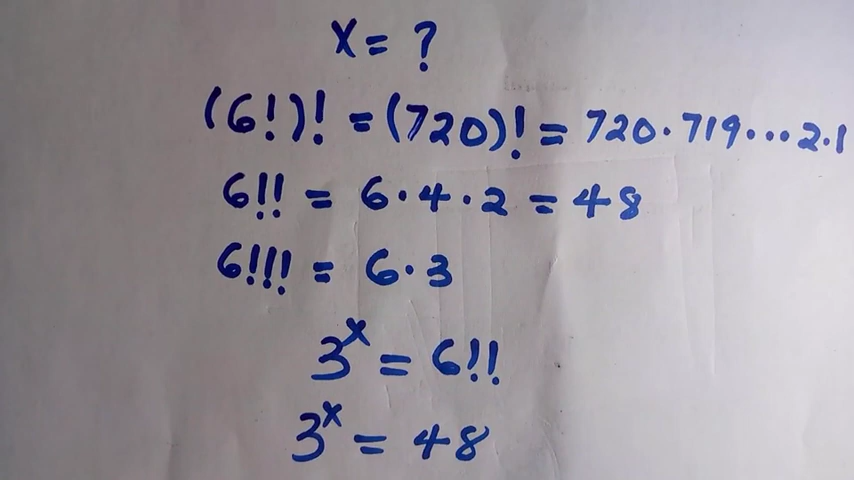 x = ?
(6!)! = (720)! = 720·719···2·1
6!! = 6·4·2 = 48
6!!! = 6·3
3^x = 6!!
3^x = 48